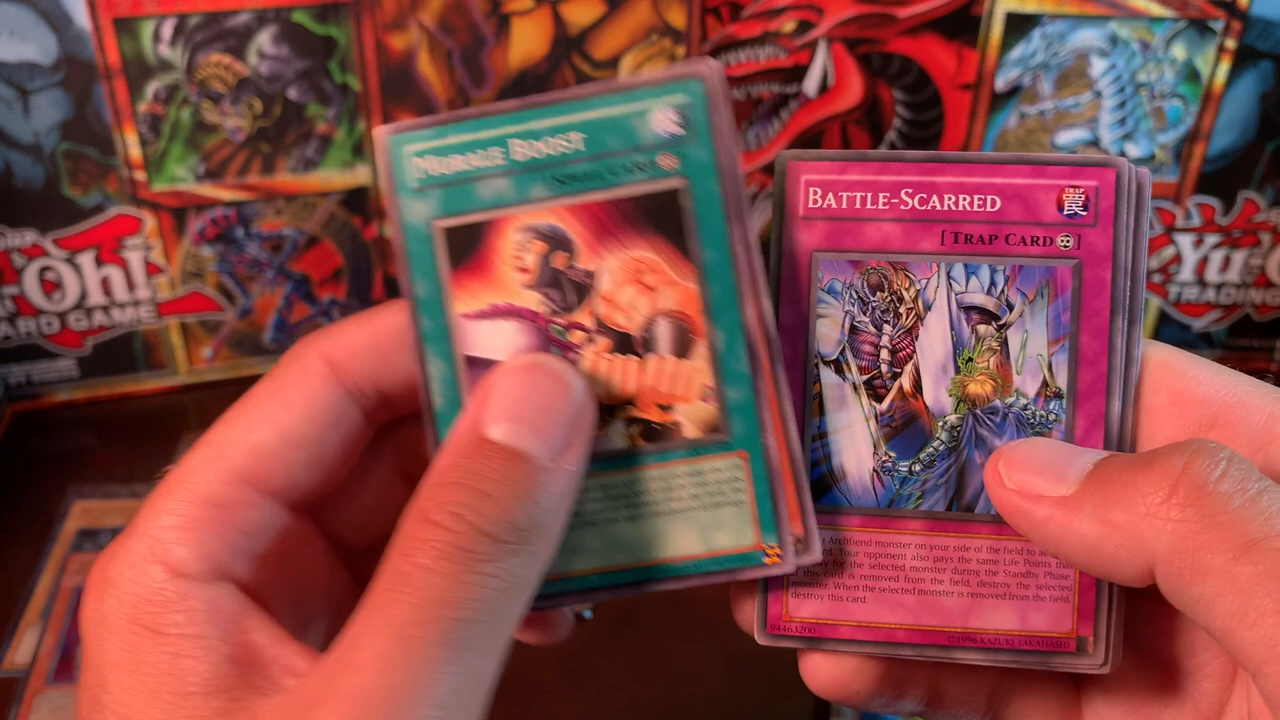 Morale Boost
Battle-Scarred
TRAP
罠
[Trap Card
Archfiend monster on your side of the field to
Your opponent also pays the same Life Points
for the selected monster during the Standby Phase
this card is removed from the field, destroy the selected
monster. When the selected monster is removed from the field,
destroy this card.
94463200
©1996 KAZUKI TAKAHASHI
Oh!
CARD GAME
Yu-G
TRADING